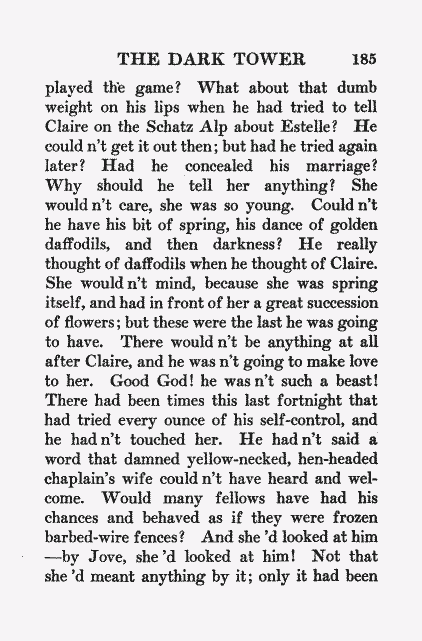 THE DARK TOWER 185
played the game? What about that dumb
weight on his lips when he had tried to tell
Claire on the Schatz Alp about Estelle? He
could n't get it out then; but had he tried again
later? Had he concealed his marriage?
Why should he tell her anything? She
would n't care, she was so young. Could n't
he have his bit of spring, his dance of golden
daffodils, and then darkness? He really
thought of daffodils when he thought of Claire.
She would n't mind, because she was spring
itself, and had in front of her a great succession
of flowers; but these were the last he was going
to have. There would n't be anything at all
after Claire, and he was n't going to make love
to her. Good God! he was n't such a beast!
There had been times this last fortnight that
had tried every ounce of his self-control, and
he had n't touched her. He had n't said a
word that damned yellow-necked, hen-headed
chaplain's wife could n't have heard and wel-
come. Would many fellows have had his
chances and behaved as if they were frozen
barbed-wire fences? And she 'd looked at him
—by Jove, she 'd looked at him! Not that
she 'd meant anything by it; only it had been